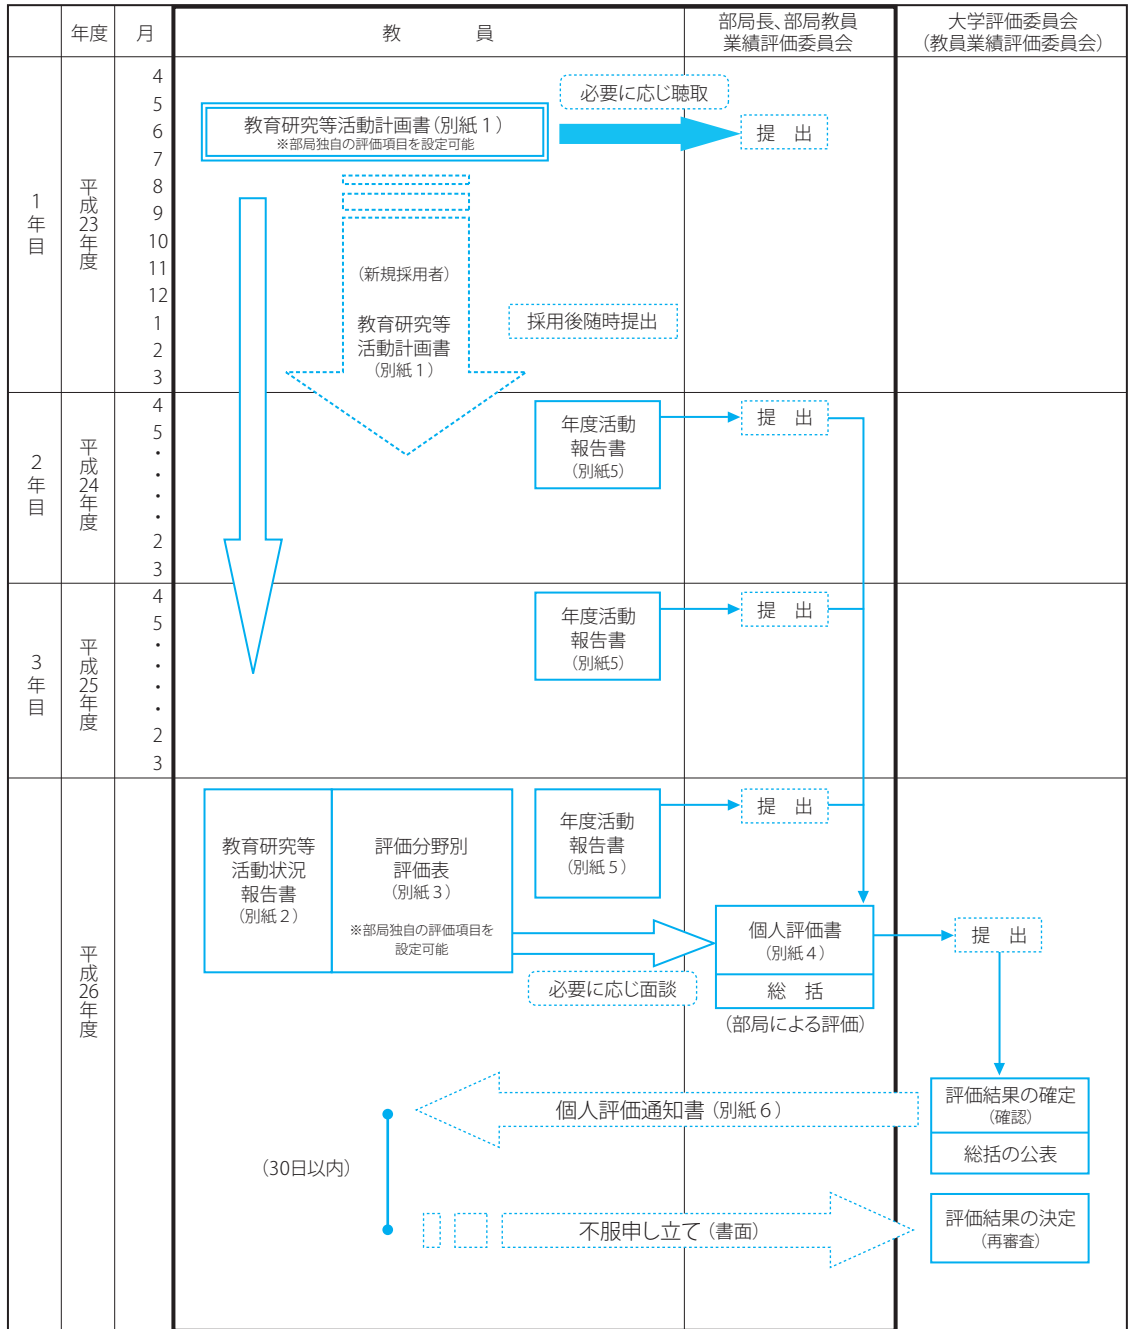 年度
月
教　　　員
部局長、部局教員
業績評価委員会
大学評価委員会
（教員業績評価委員会）
1年目
平成23年度
4
5
6
7
8
9
10
11
12
1
2
3
必要に応じ聴取
教育研究等活動計画書（別紙１）
※部局独自の評価項目を設定可能
提　出
（新規採用者）
教育研究等
活動計画書
（別紙１）
採用後随時提出
2年目
平成24年度
4
5
・
・
・
・
2
3
年度活動
報告書
（別紙5）
提　出
3年目
平成25年度
4
5
・
・
・
・
2
3
年度活動
報告書
（別紙5）
提　出
平成26年度
教育研究等
活動状況
報告書
（別紙２）
評価分野別
評価表
（別紙３）
※部局独自の評価項目を
設定可能
年度活動
報告書
（別紙５）
提　出
必要に応じ面談
個人評価書
（別紙４）
総　括
（部局による評価）
提　出
評価結果の確定
（確認）
総括の公表
個人評価通知書（別紙６）
（30日以内）
不服申し立て（書面）
評価結果の決定
（再審査）